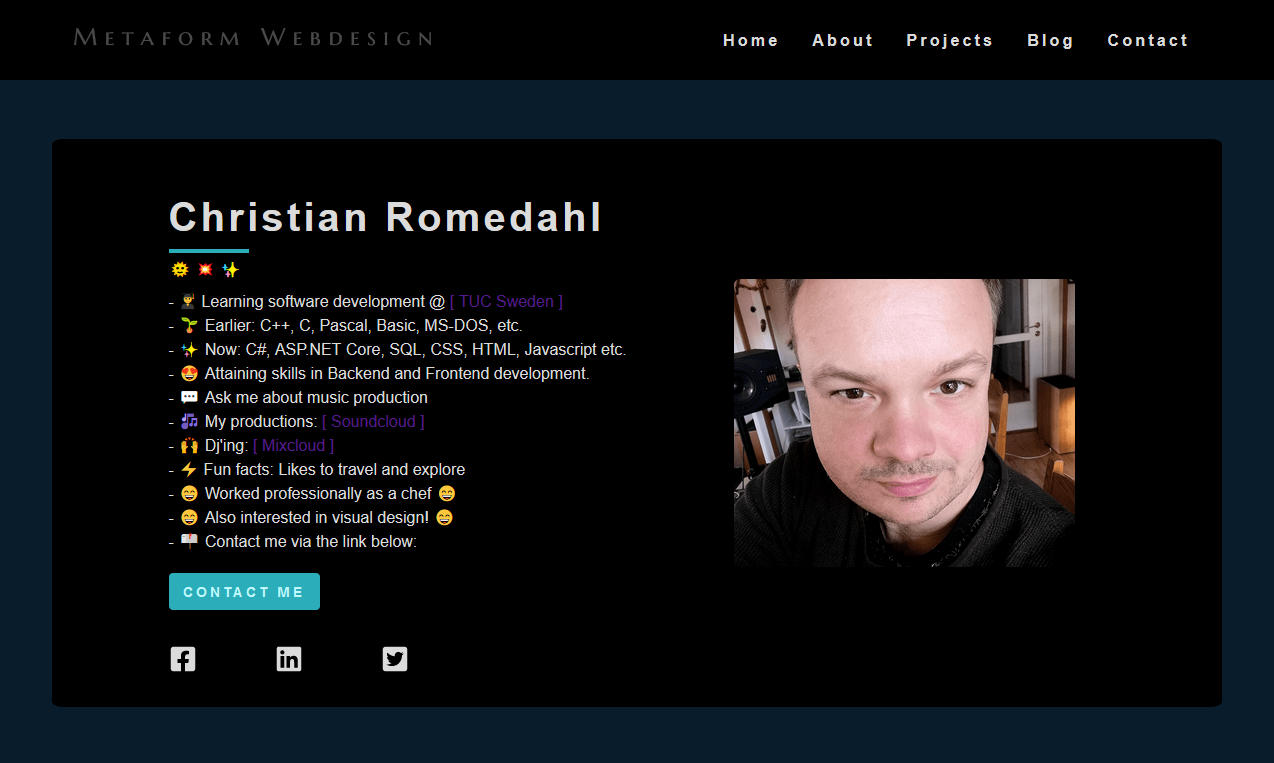 Metaform Webdesign
Home About Projects Blog Contact
Christian Romedahl
🌞 💥 ✨
- 👨‍🎓 Learning software development @ [ TUC Sweden ]
- 🌱 Earlier: C++, C, Pascal, Basic, MS-DOS, etc.
- ✨ Now: C#, ASP.NET Core, SQL, CSS, HTML, Javascript etc.
- 😍 Attaining skills in Backend and Frontend development.
- 💬 Ask me about music production
- 🎶 My productions: [ Soundcloud ]
- 🙌 Dj'ing: [ Mixcloud ]
- ⚡ Fun facts: Likes to travel and explore
- 😄 Worked professionally as a chef 😄
- 😄 Also interested in visual design! 😄
- 📫 Contact me via the link below:
CONTACT ME